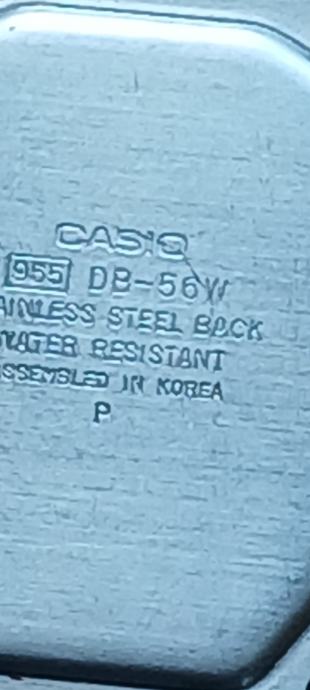 CASIO
955 DB-56W
AINLESS STEEL BACK
WATER RESISTANT
SSEMBLED IN KOREA
P